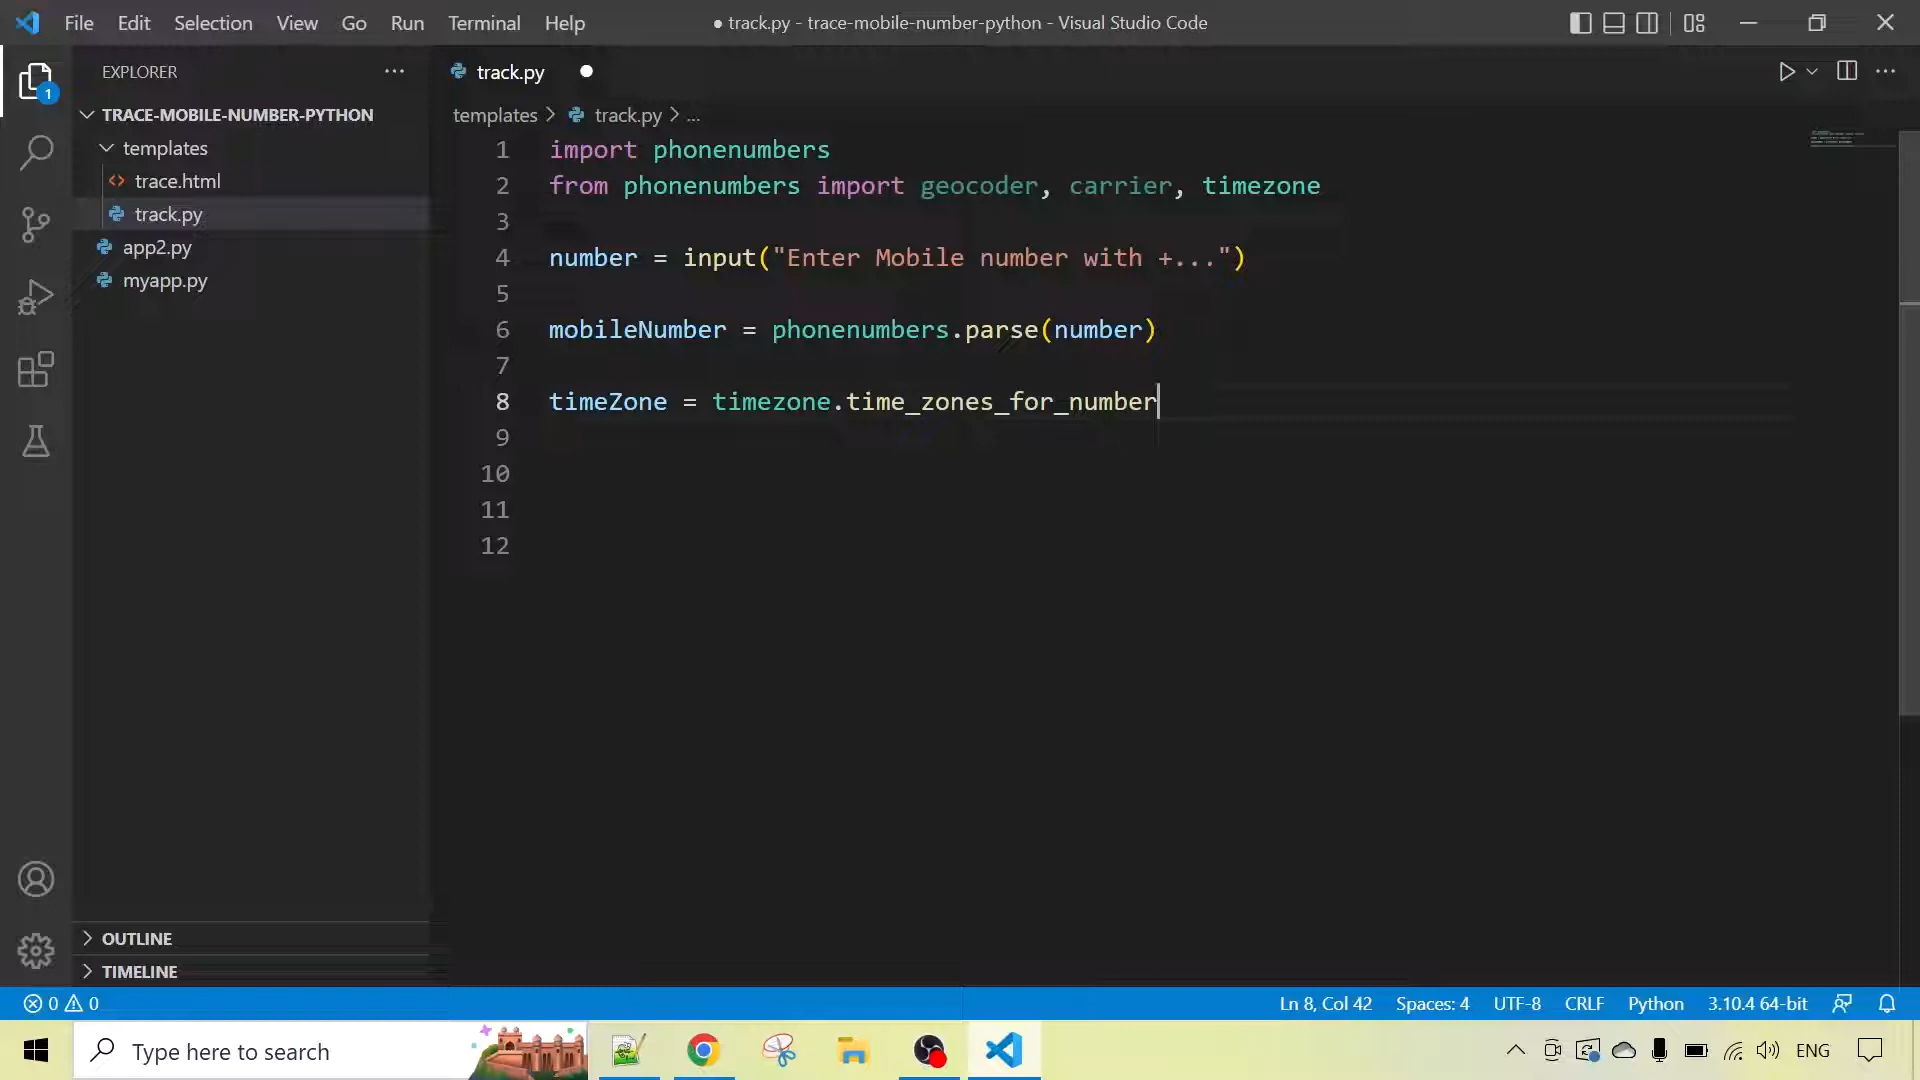 File Edit Selection View Go Run Terminal Help
● track.py - trace-mobile-number-python - Visual Studio Code
EXPLORER
track.py
1
TRACE-MOBILE-NUMBER-PYTHON
templates
trace.html
track.py
app2.py
myapp.py
templates > track.py > ...
1 import phonenumbers
2 from phonenumbers import geocoder, carrier, timezone
3
4 number = input("Enter Mobile number with +...")
5
6 mobileNumber = phonenumbers.parse(number)
7
8 timeZone = timezone.time_zones_for_number
9
10
11
12
OUTLINE
TIMELINE
0 0 Ln 8, Col 42 Spaces: 4 UTF-8 CRLF Python 3.10.4 64-bit
Type here to search
ENG